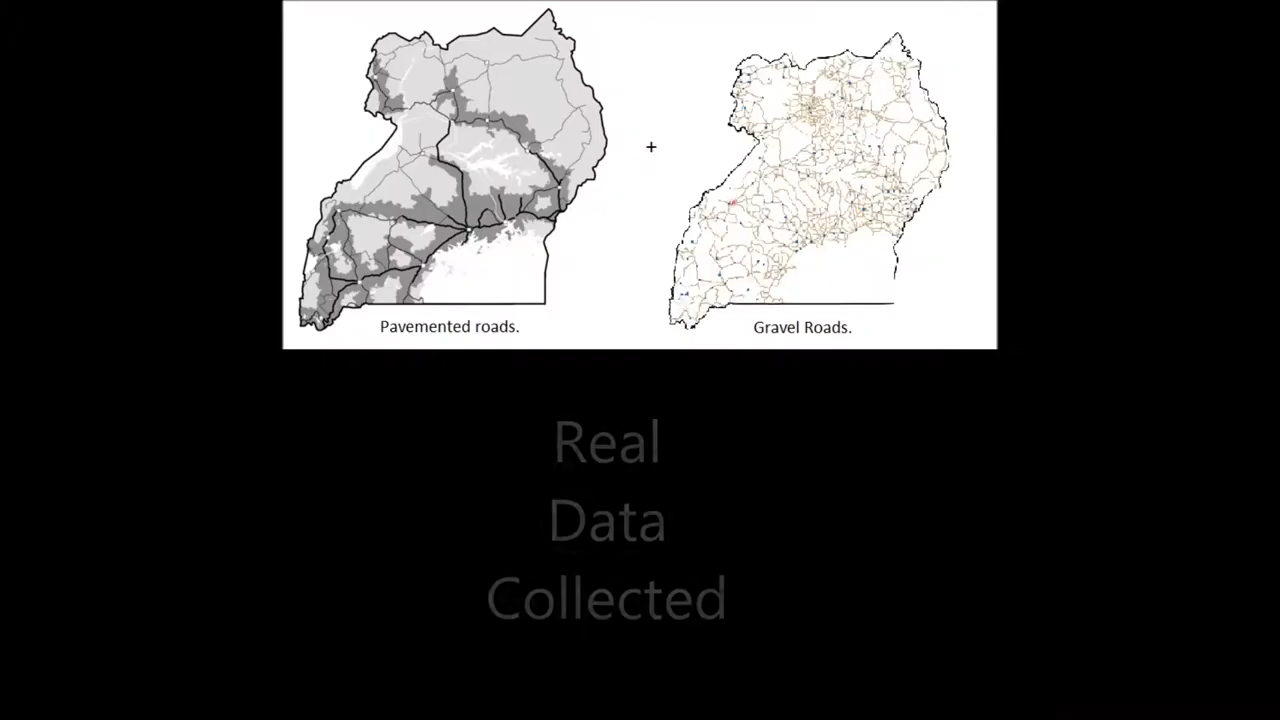 +
Pavemented roads.
Gravel Roads.
Real
Data
Collected